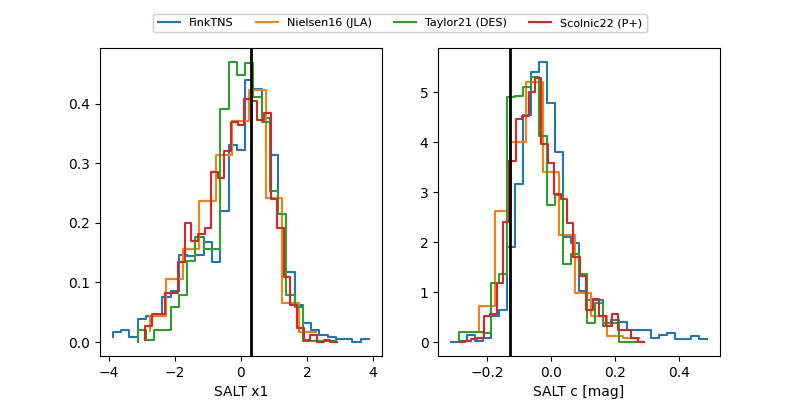 FinkTNS Nielsen16 (JLA) Taylor21 (DES) Scolnic22 (P+)
0.4
0.3
0.2
0.1
0.0
−4 −2 0 2 4
SALT x1
5
4
3
2
1
0
−0.2 0.0 0.2 0.4
SALT c [mag]